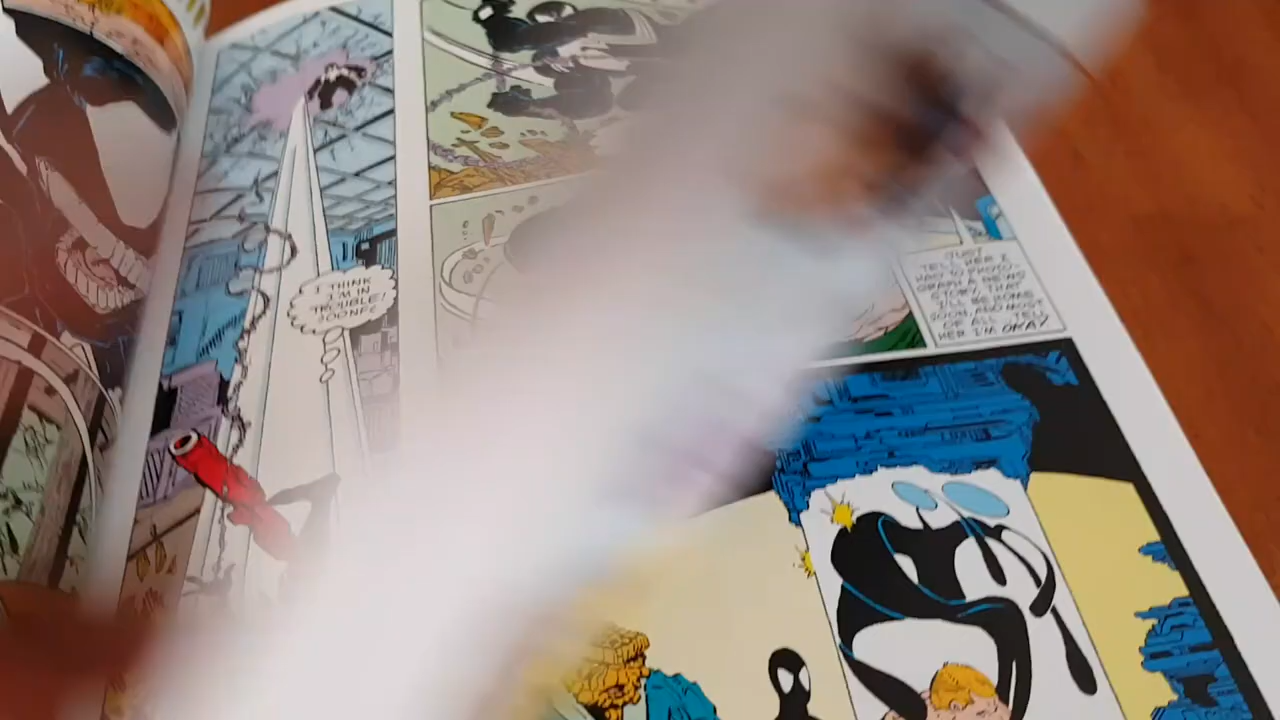 I THINK
I'M IN
TROUBLE!
JUST
TELL HER I
HAD TO PHOTO-
GRAPH A NEWS
STORY, THAT
I'LL BE HOME
SOON, AND MOST
OF ALL... TELL
HER I'M OKAY